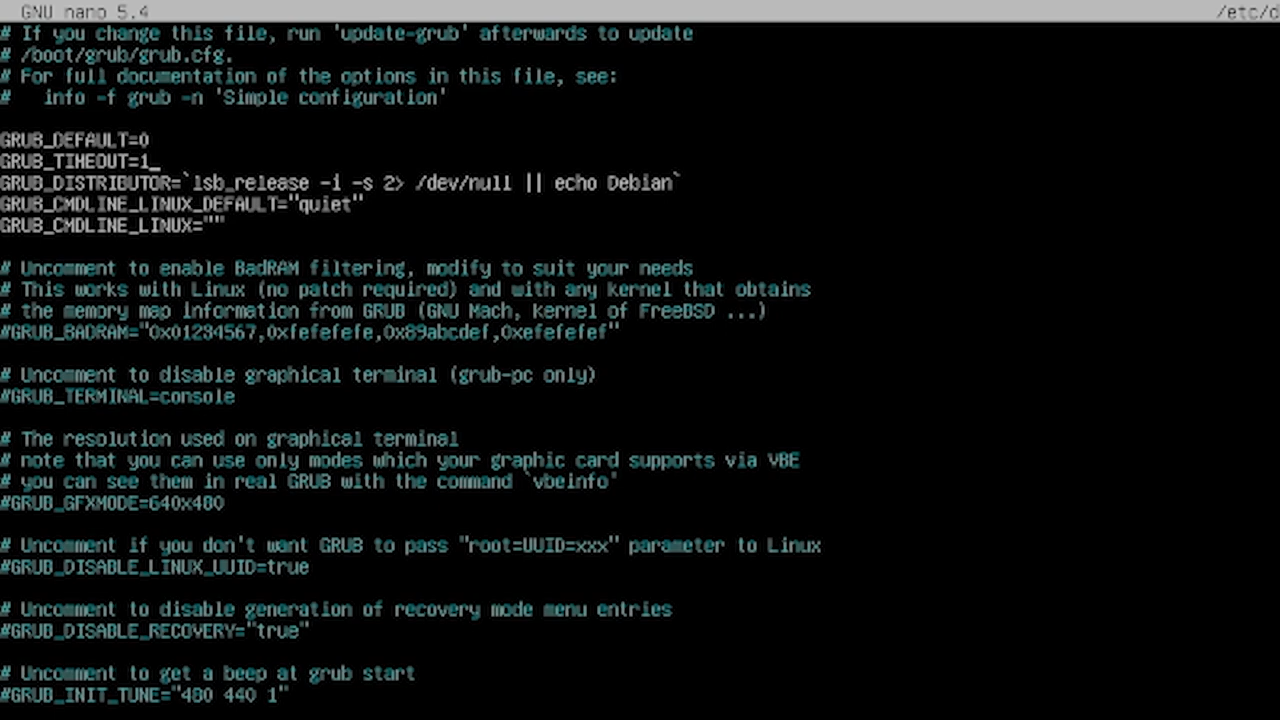 GNU nano 5.4 /etc/d
# If you change this file, run 'update-grub' afterwards to update
# /boot/grub/grub.cfg.
# For full documentation of the options in this file, see:
#   info -f grub -n 'Simple configuration'
GRUB_DEFAULT=0
GRUB_TIMEOUT=1_
GRUB_DISTRIBUTOR=`lsb_release -i -s 2> /dev/null || echo Debian`
GRUB_CMDLINE_LINUX_DEFAULT="quiet"
GRUB_CMDLINE_LINUX=""
# Uncomment to enable BadRAM filtering, modify to suit your needs
# This works with Linux (no patch required) and with any kernel that obtains
# the memory map information from GRUB (GNU Mach, kernel of FreeBSD ...)
#GRUB_BADRAM="0x01234567,0xfefefefe,0x89abcdef,0xefefefef"
# Uncomment to disable graphical terminal (grub-pc only)
#GRUB_TERMINAL=console
# The resolution used on graphical terminal
# note that you can use only modes which your graphic card supports via VBE
# you can see them in real GRUB with the command `vbeinfo'
#GRUB_GFXMODE=640x480
# Uncomment if you don't want GRUB to pass "root=UUID=xxx" parameter to Linux
#GRUB_DISABLE_LINUX_UUID=true
# Uncomment to disable generation of recovery mode menu entries
#GRUB_DISABLE_RECOVERY="true"
# Uncomment to get a beep at grub start
#GRUB_INIT_TUNE="480 440 1"